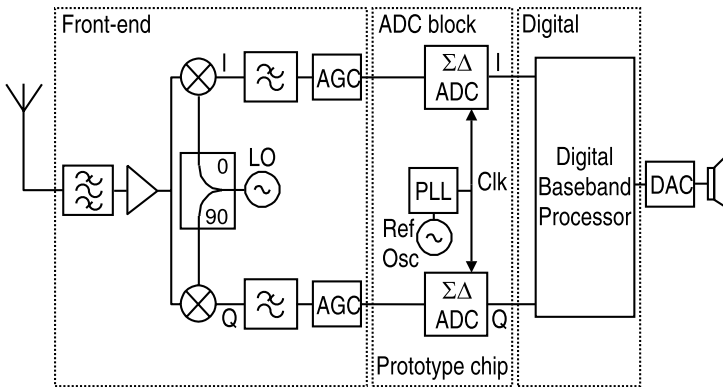 Front-end
ADC block
Digital
I
AGC
ΣΔ
ADC
I
0
90
LO
PLL
Clk
Ref
Osc
Digital
Baseband
Processor
DAC
Q
AGC
ΣΔ
ADC
Q
Prototype chip